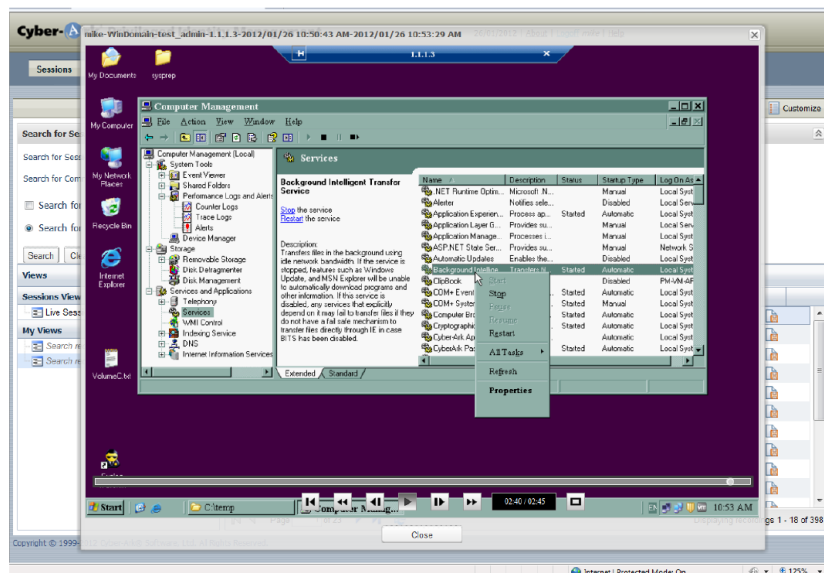 Cyber-A
mike-WinDomain-test_admin-1.1.1.3-2012/01/26 10:50:43 AM-2012/01/26 10:53:29 AM
Sessions
Customize
Search for Se
Search for Sess
Search for Com
Search fo
Search for
Search
Cle
Views
Sessions View
Live Sess
My Views
Search re
Search re
Copyright © 1999-
1.1.1.3
My Documents
sysprep
My Computer
My Network
Places
Recycle Bin
Internet
Explorer
VolumeC.txt
Computer Management
File Action View Window Help
Computer Management (Local)
System Tools
Event Viewer
Shared Folders
Performance Logs and Alerts
Counter Logs
Trace Logs
Alerts
Device Manager
Storage
Removable Storage
Disk Defragmenter
Disk Management
Services and Applications
Telephony
Services
WMI Control
Indexing Service
DNS
Internet Information Services
Services
Background Intelligent Transfer
Service
Stop the service
Restart the service
Description:
Transfers files in the background using
idle network bandwidth. If the service is
stopped, features such as Windows
Update, and MSN Explorer will be unable
to automatically download programs and
other information. If this service is
disabled, any services that explicitly
depend on it may fail to transfer files if they
do not have a fail safe mechanism to
transfer files directly through IE in case
BITS has been disabled.
Name Description Status Startup Type Log On As
.NET Runtime Optim... Microsoft .N... Manual Local Syst
Alerter Notifies sele... Disabled Local Serv
Application Experien... Process ap... Started Automatic Local Syst
Application Layer G... Provides su... Manual Local Serv
Application Manage... Processes i... Manual Local Syst
ASP.NET State Ser... Provides su... Manual Network S
Automatic Updates Enables the... Disabled Local Syst
Background Intellige... Transfers fil... Started Automatic Local Syst
ClipBook Disabled
COM+ Event Started Automatic Local Syst
COM+ System Started Manual Local Syst
Computer Bro Started Automatic Local Syst
Cryptographic Started Automatic Local Syst
CyberArk Ap Automatic Local Syst
CyberArk Pas Started Automatic Local Syst
Start
Stop
Pause
Resume
Restart
All Tasks
Refresh
Properties
Extended Standard
Start
C:\temp
Computer Manag...
02:40 / 02:45
10:53 AM
Close
gs 1 - 18 of 398
Internet | Protected Mode: On
125%